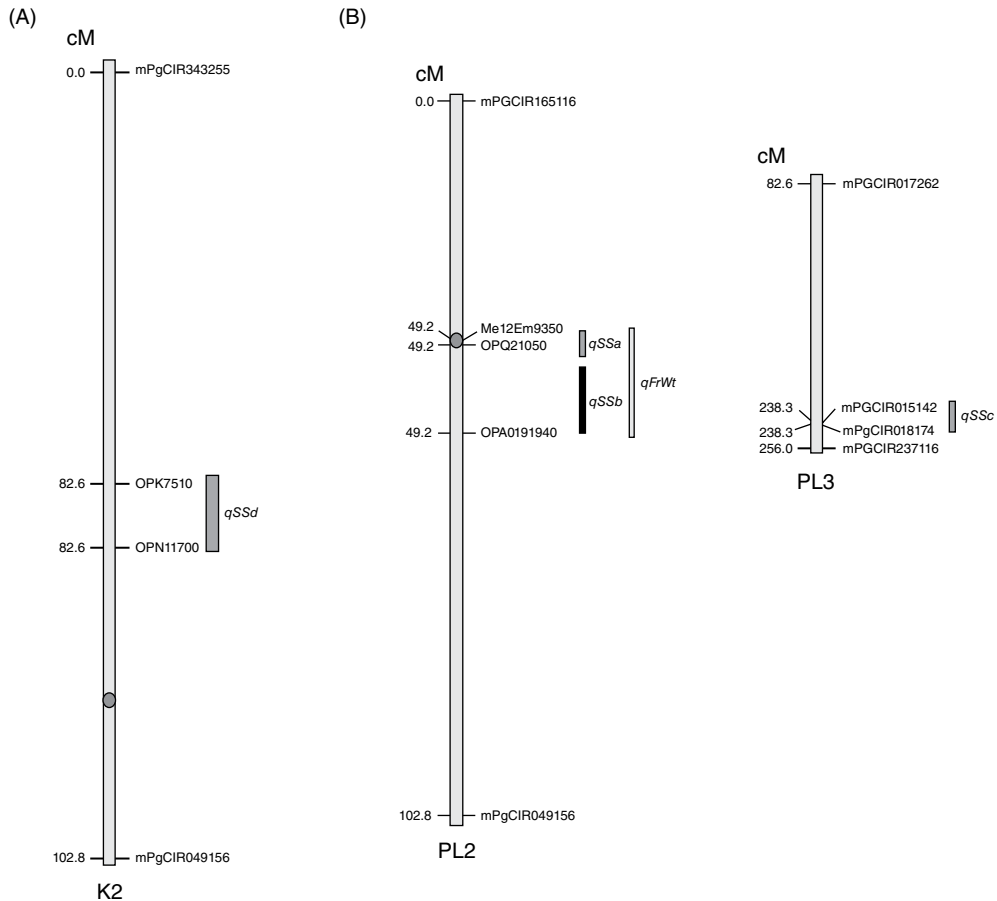 (A)
cM
0.0 mPgCIR343255
82.6 OPK7510
qSSd
82.6 OPN11700
102.8 mPgCIR049156
K2
(B)
cM
0.0 mPGCIR165116
49.2 Me12Em9350
49.2 OPQ21050
qSSa
qFrWt
qSSb
49.2 OPA0191940
102.8 mPgCIR049156
PL2
cM
82.6 mPGCIR017262
238.3 mPGCIR015142
qSSc
238.3 mPgCIR018174
256.0 mPGCIR237116
PL3